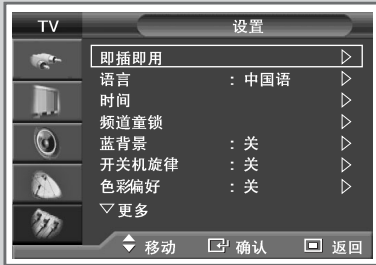 TV 设置
即插即用
语言 : 中国语
时间
频道童锁
蓝背景 : 关
开关机旋律 : 关
色彩偏好 : 关
▽更多
移动 确认 返回